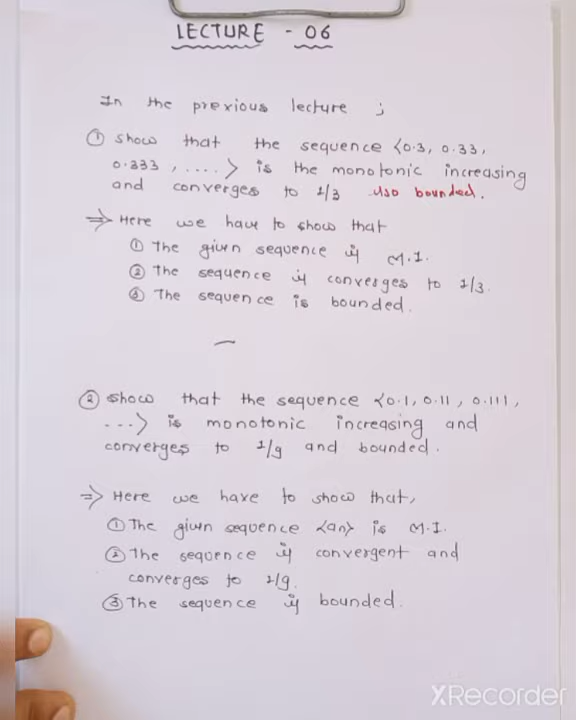 LECTURE - 06
In the previous lecture ;
① Show that the sequence <0.3, 0.33,
0.333, ....> is the monotonic increasing
and converges to 1/3 also bounded.
=> Here we have to show that
① The given sequence is M.I.
② The sequence is converges to 1/3.
③ The sequence is bounded.
② Show that the sequence <0.1, 0.11, 0.111,
...> is monotonic increasing and
converges to 1/9 and bounded.
=> Here we have to show that,
① The given sequence <an> is M.I.
② The sequence is convergent and
converges to 1/9.
③ The sequence is bounded.
XRecorder